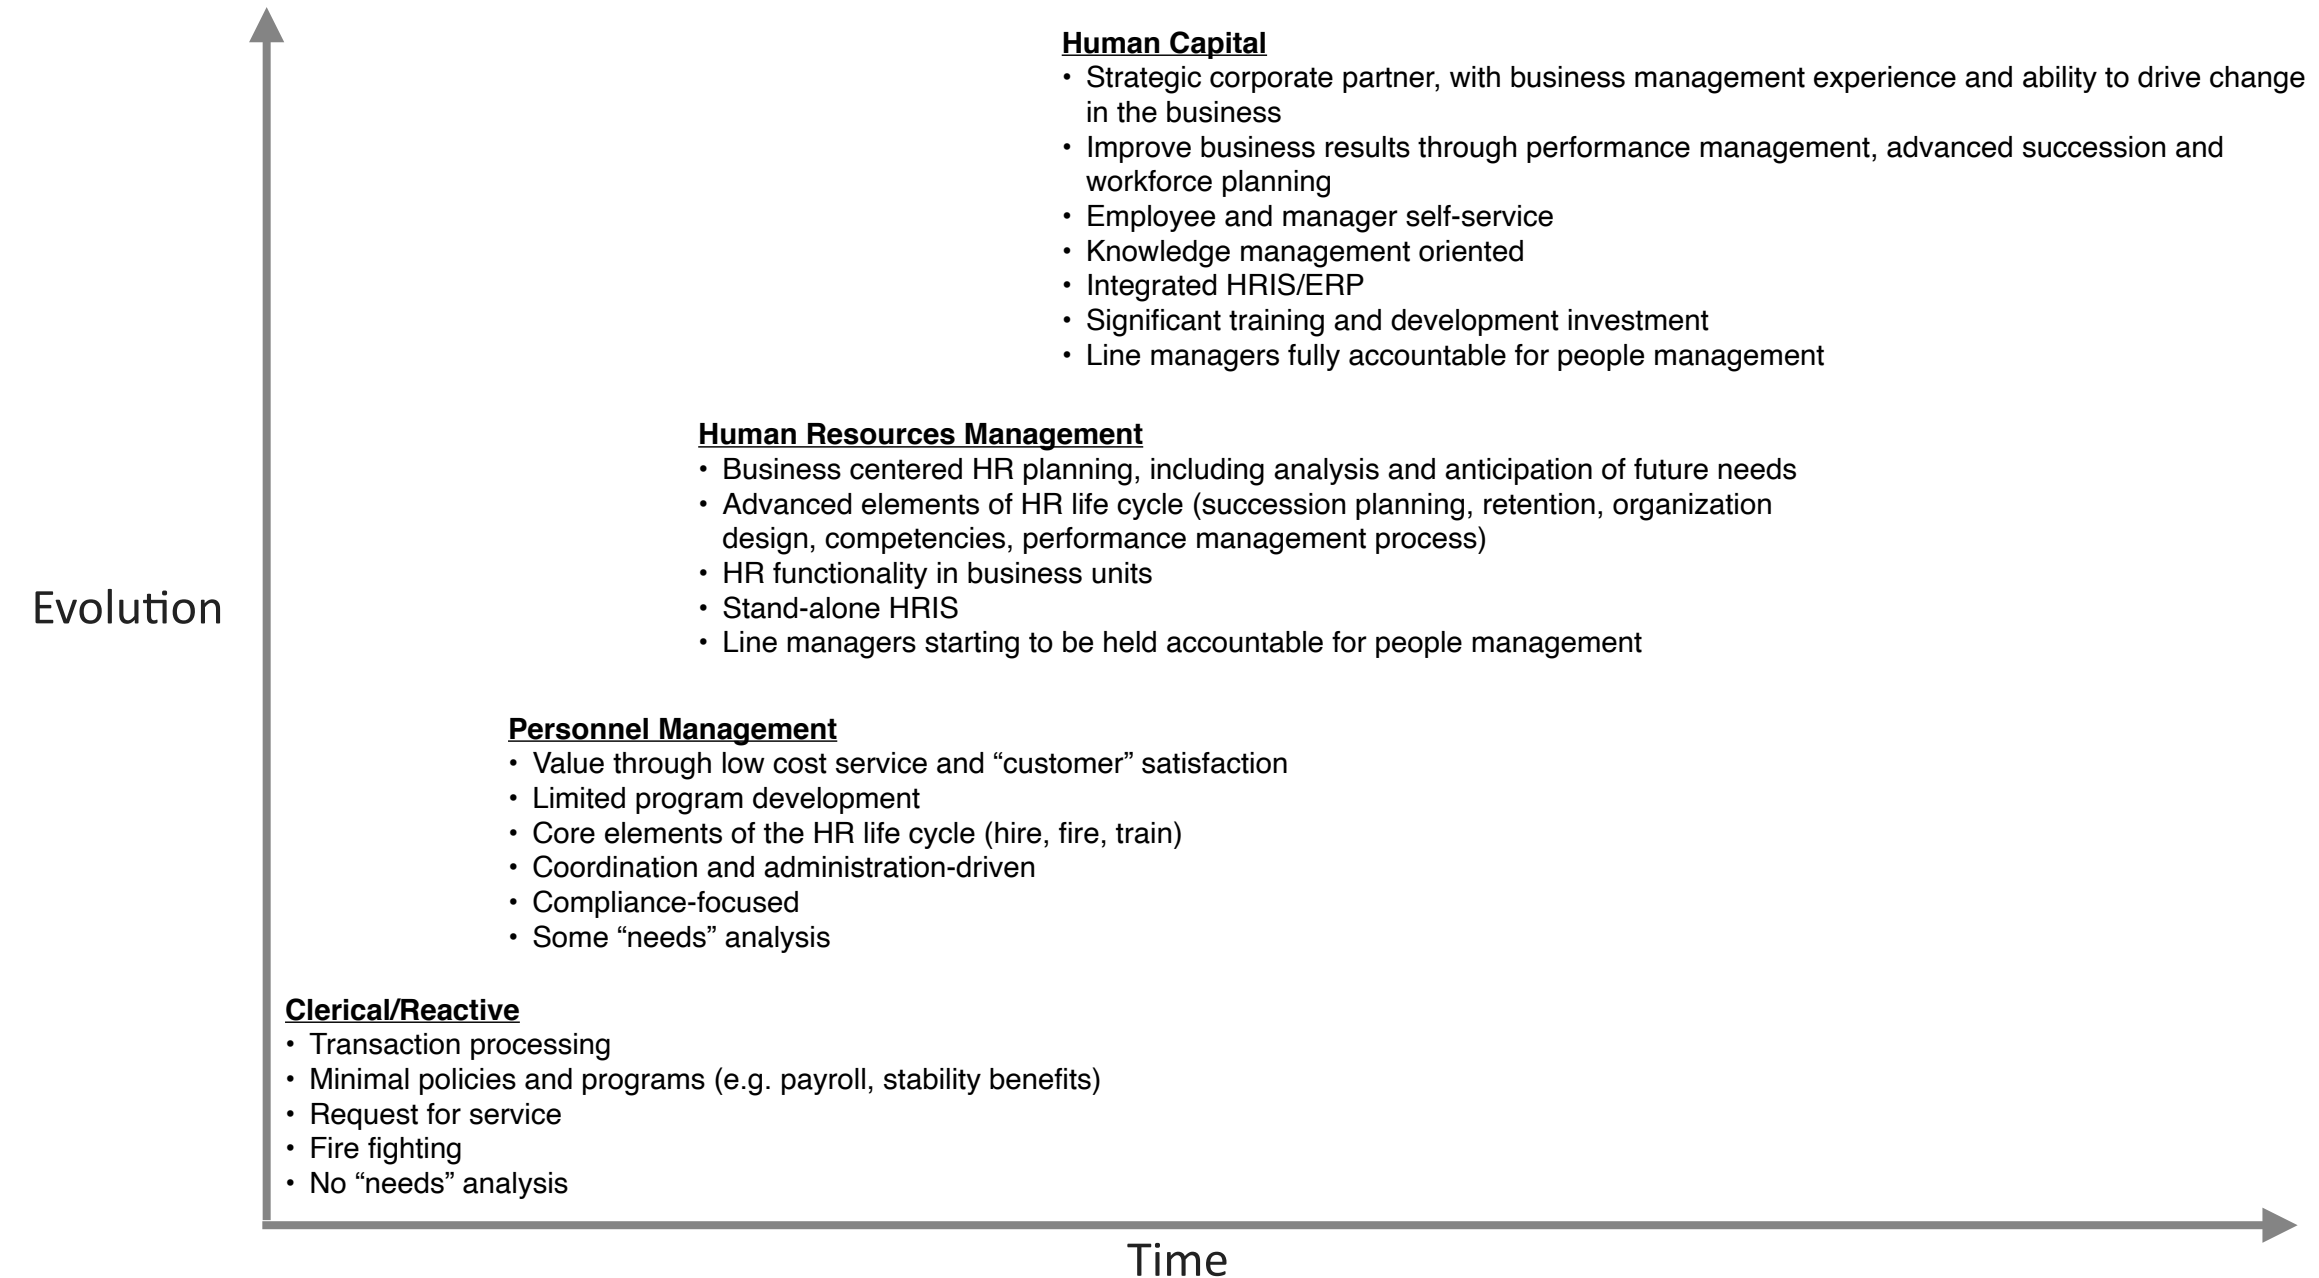 Human Capital
• Strategic corporate partner, with business management experience and ability to drive change
in the business
• Improve business results through performance management, advanced succession and
workforce planning
• Employee and manager self-service
• Knowledge management oriented
• Integrated HRIS/ERP
• Significant training and development investment
• Line managers fully accountable for people management
Human Resources Management
• Business centered HR planning, including analysis and anticipation of future needs
• Advanced elements of HR life cycle (succession planning, retention, organization
design, competencies, performance management process)
• HR functionality in business units
• Stand-alone HRIS
• Line managers starting to be held accountable for people management
Evolution
Personnel Management
• Value through low cost service and “customer” satisfaction
• Limited program development
• Core elements of the HR life cycle (hire, fire, train)
• Coordination and administration-driven
• Compliance-focused
• Some “needs” analysis
Clerical/Reactive
• Transaction processing
• Minimal policies and programs (e.g. payroll, stability benefits)
• Request for service
• Fire fighting
• No “needs” analysis
Time